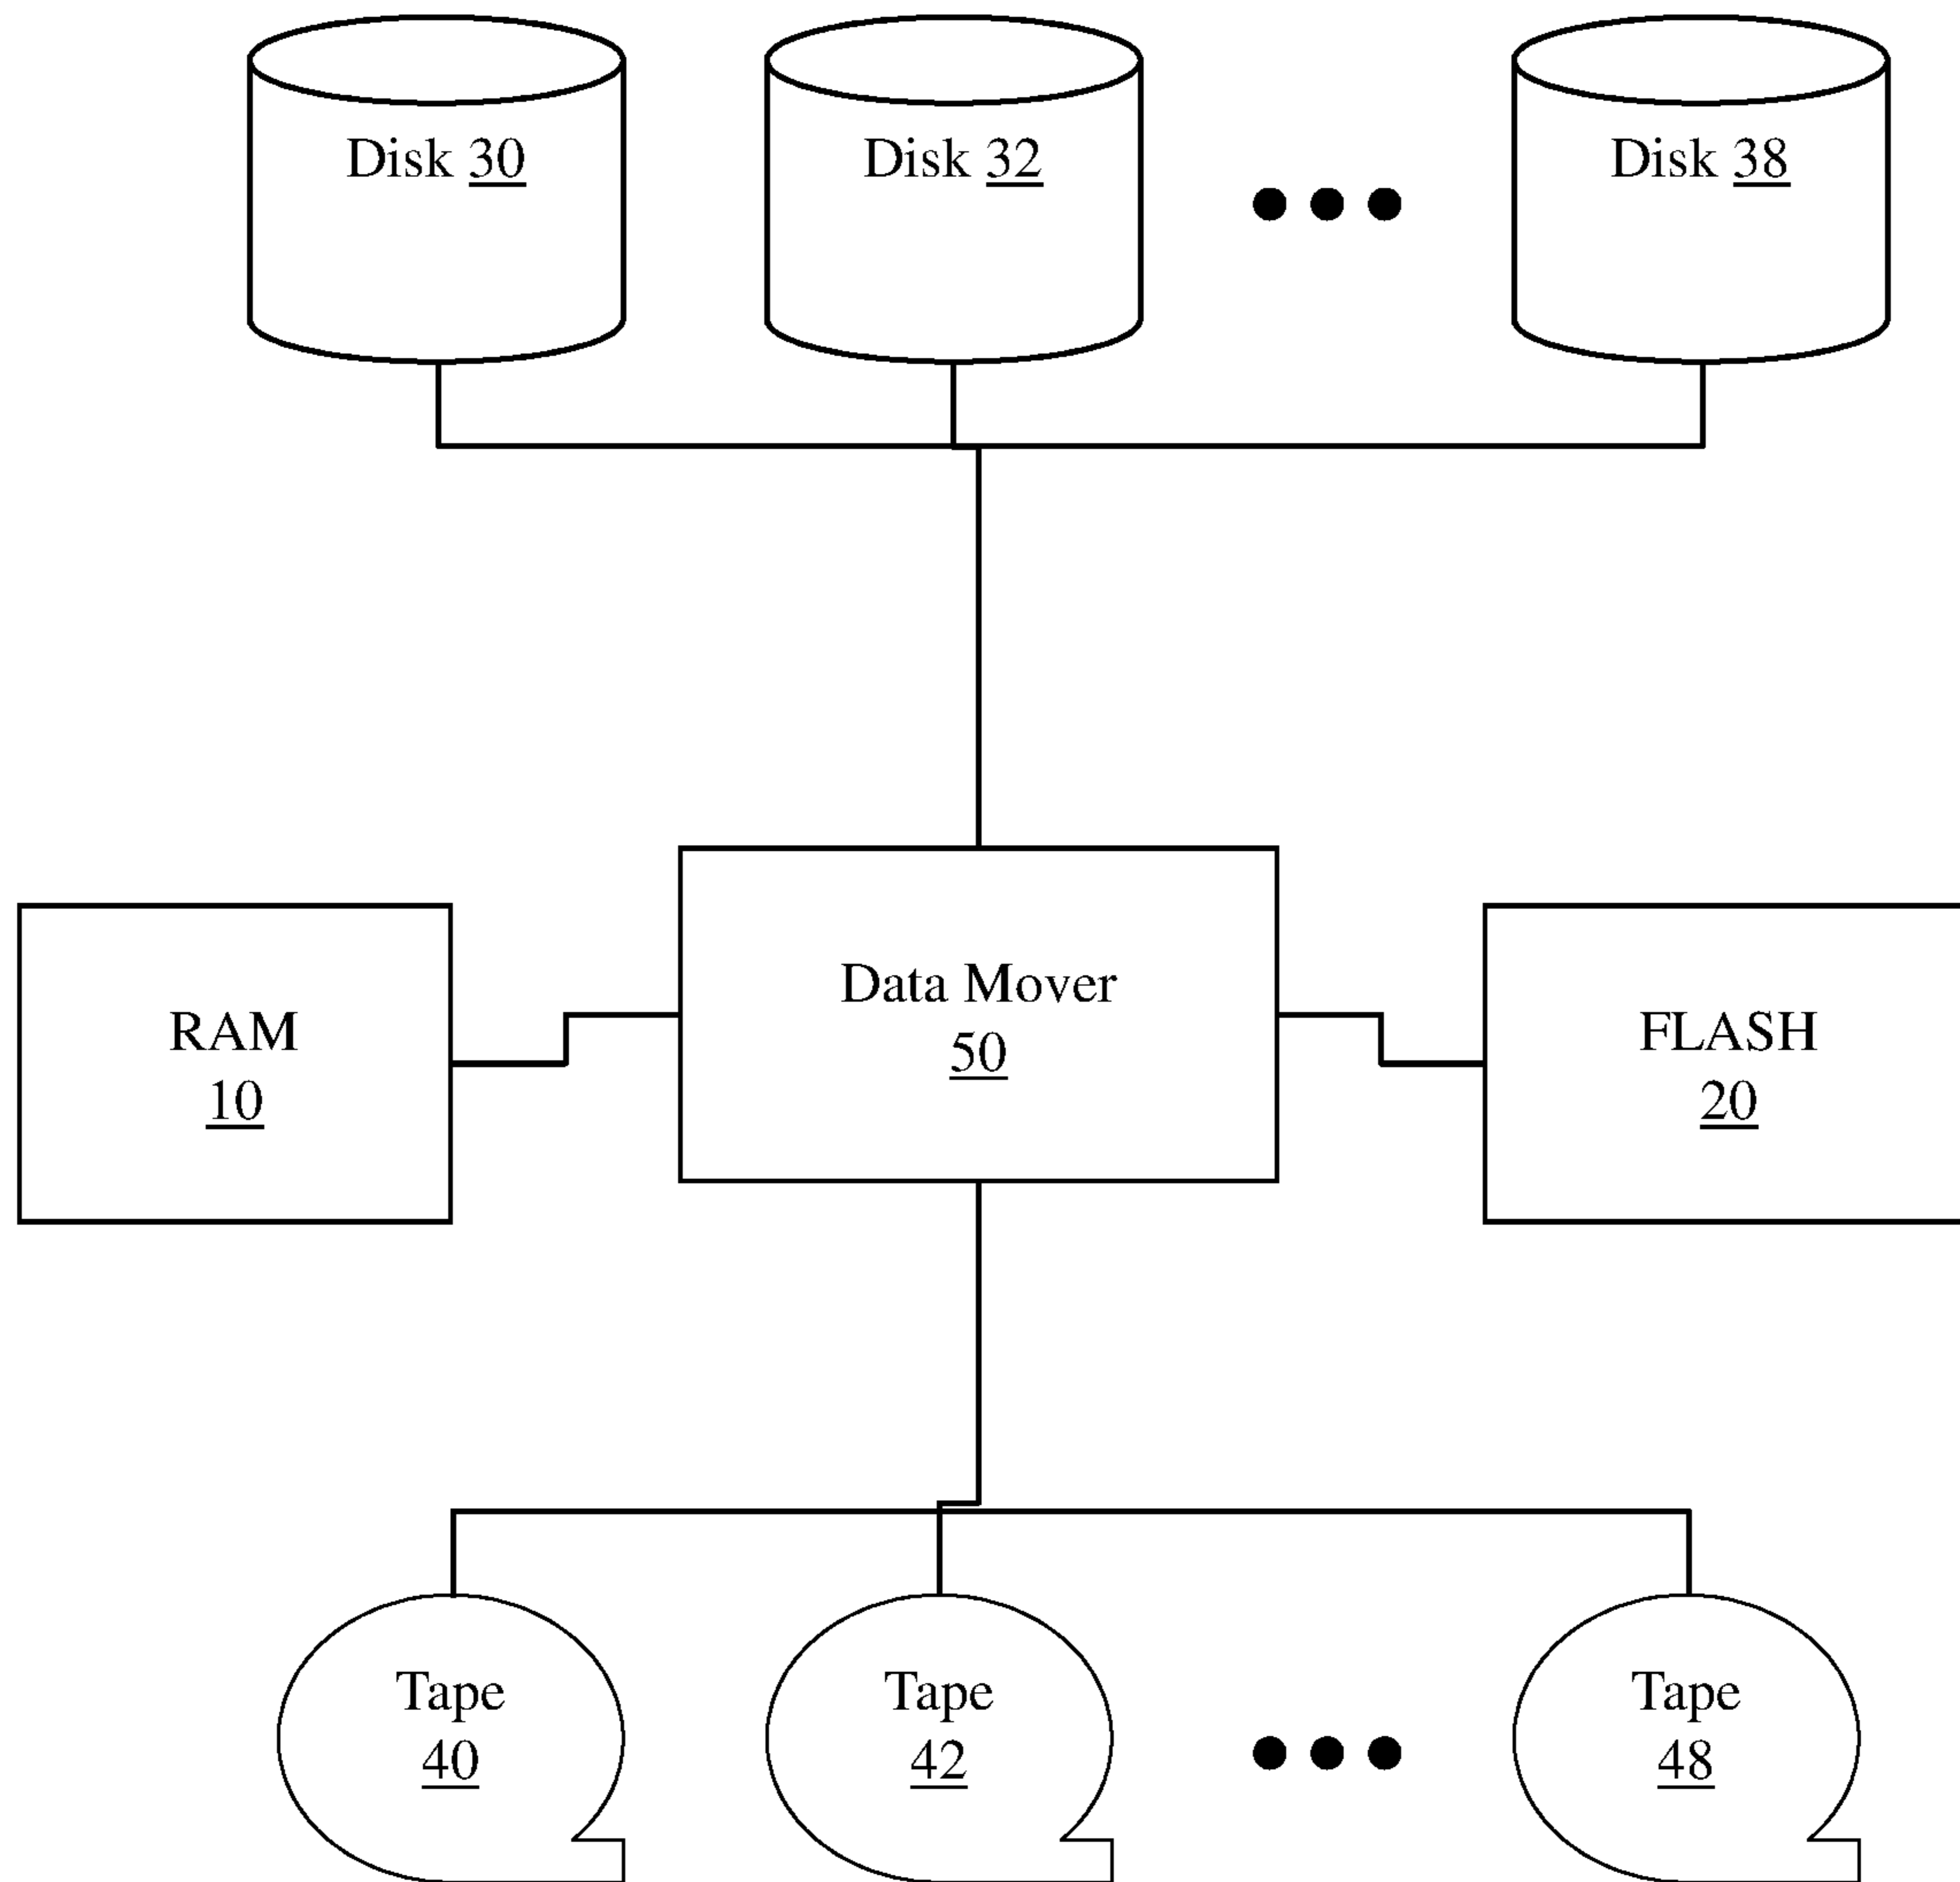 Disk 30
Disk 32
Disk 38
Data Mover
50
RAM
10
FLASH
20
Tape
40
Tape
42
Tape
48